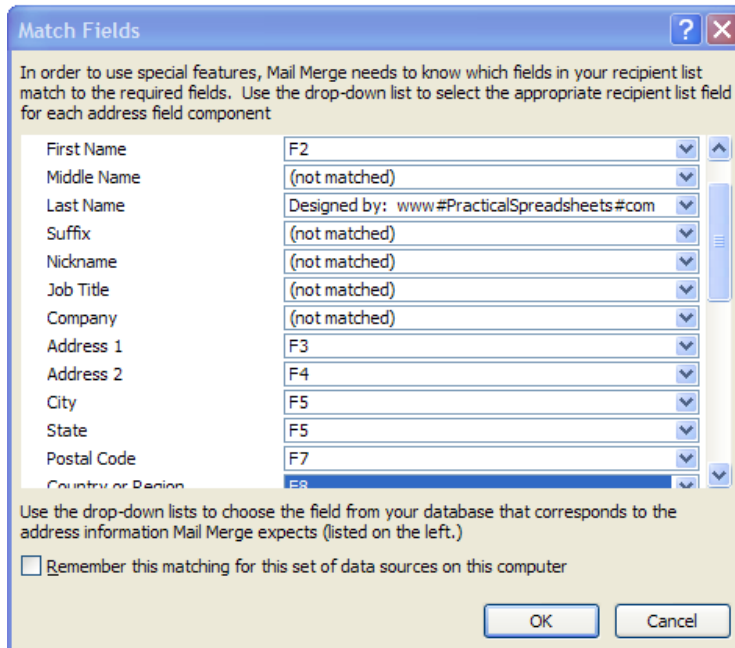 Match Fields
In order to use special features, Mail Merge needs to know which fields in your recipient list
match to the required fields.  Use the drop-down list to select the appropriate recipient list field
for each address field component
First Name F2
Middle Name (not matched)
Last Name Designed by:  www#PracticalSpreadsheets#com
Suffix (not matched)
Nickname (not matched)
Job Title (not matched)
Company (not matched)
Address 1 F3
Address 2 F4
City F5
State F5
Postal Code F7
Country or Region F8
Use the drop-down lists to choose the field from your database that corresponds to the
address information Mail Merge expects (listed on the left.)
Remember this matching for this set of data sources on this computer
OK Cancel